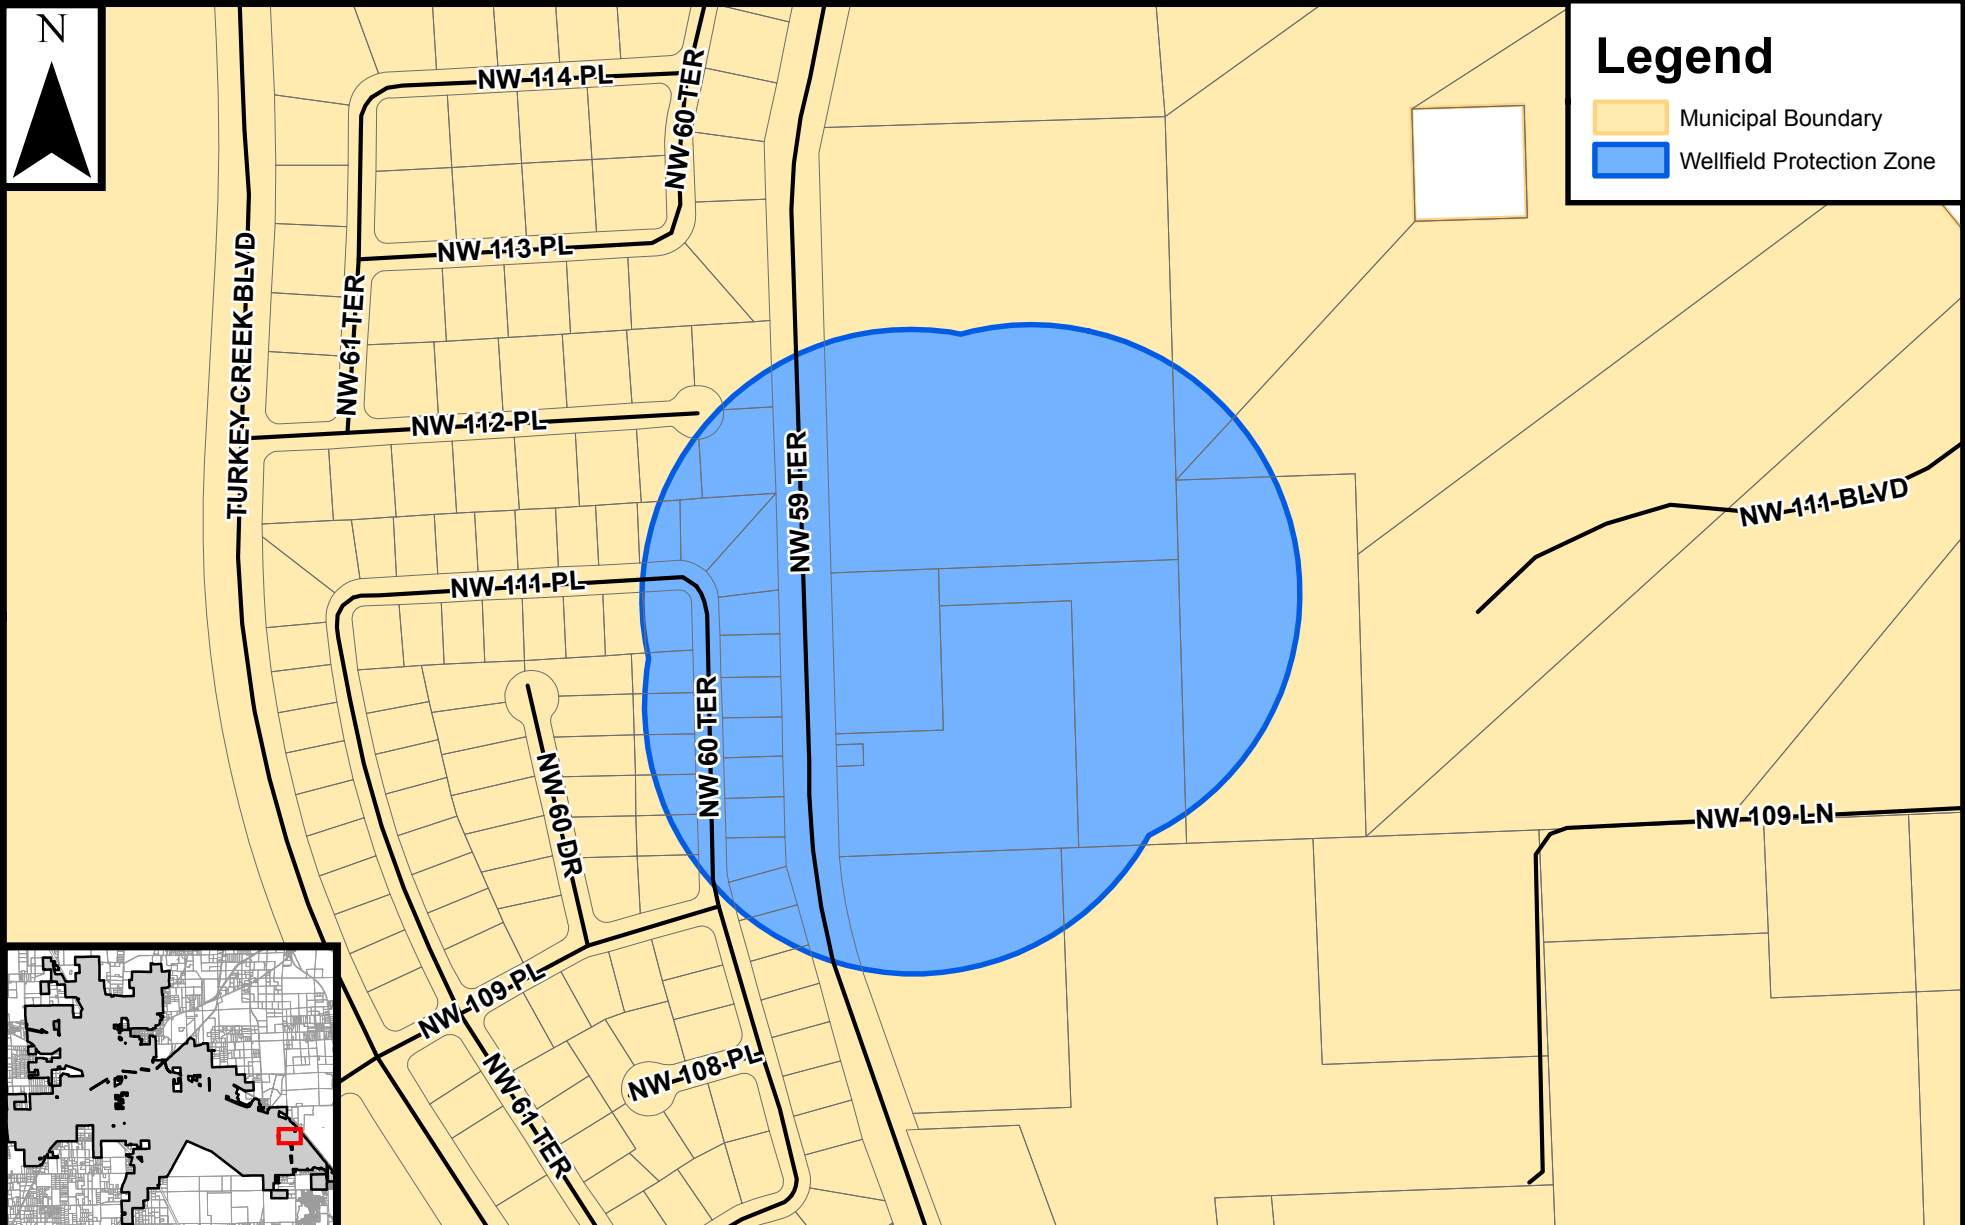 N
Legend
Municipal Boundary
Wellfield Protection Zone
NW 114 PL
NW 60 TER
NW 113 PL
TURKEY CREEK BLVD
NW 61 TER
NW 112 PL
NW 59 TER
NW 111 BLVD
NW 111 PL
NW 60 TER
NW 60 DR
NW 109 LN
NW 109 PL
NW 108 PL
NW 61 TER